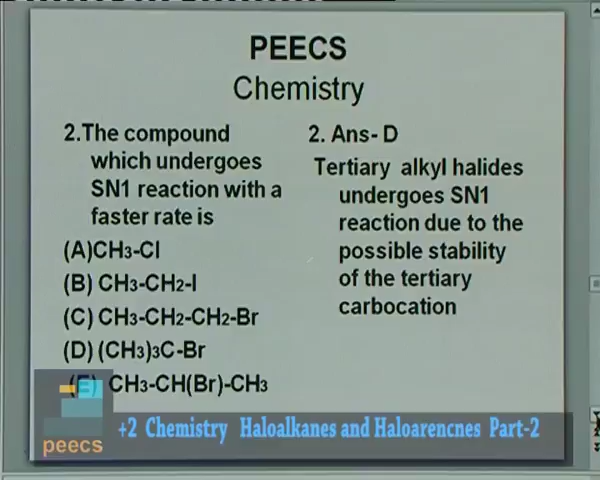 PEECS
Chemistry
2.The compound
which undergoes
SN1 reaction with a
faster rate is
(A)CH3-Cl
(B) CH3-CH2-I
(C) CH3-CH2-CH2-Br
(D) (CH3)3C-Br
(E) CH3-CH(Br)-CH3
2. Ans- D
Tertiary alkyl halides
undergoes SN1
reaction due to the
possible stability
of the tertiary
carbocation
peecs
+2 Chemistry Haloalkanes and Haloarencnes Part-2